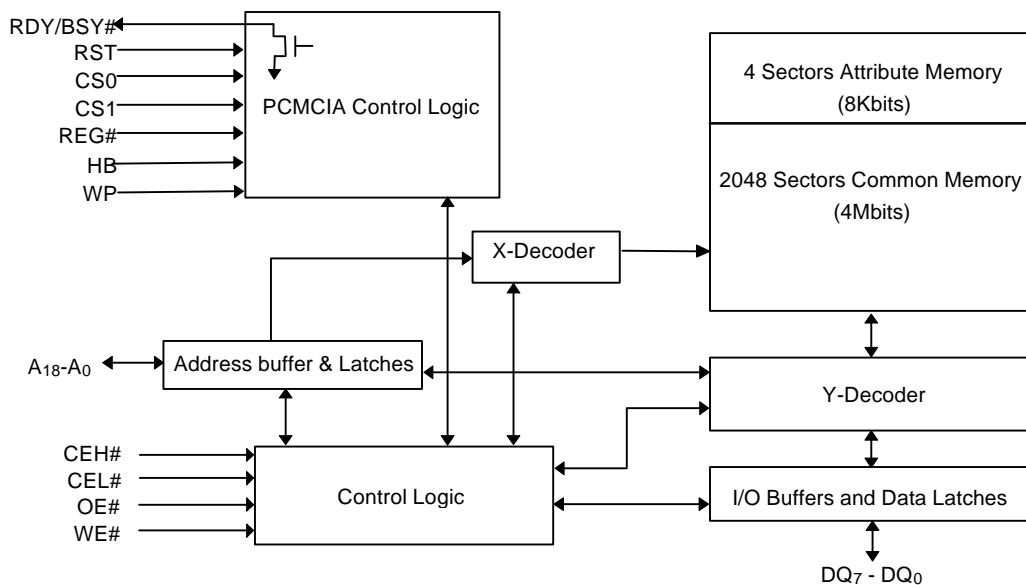 RDY/BSY#
RST
CS0
CS1
REG#
HB
WP
PCMCIA Control Logic
4 Sectors Attribute Memory
(8Kbits)
2048 Sectors Common Memory
(4Mbits)
X-Decoder
A18-A0
Address buffer & Latches
Y-Decoder
CEH#
CEL#
OE#
WE#
Control Logic
I/O Buffers and Data Latches
DQ7 - DQ0